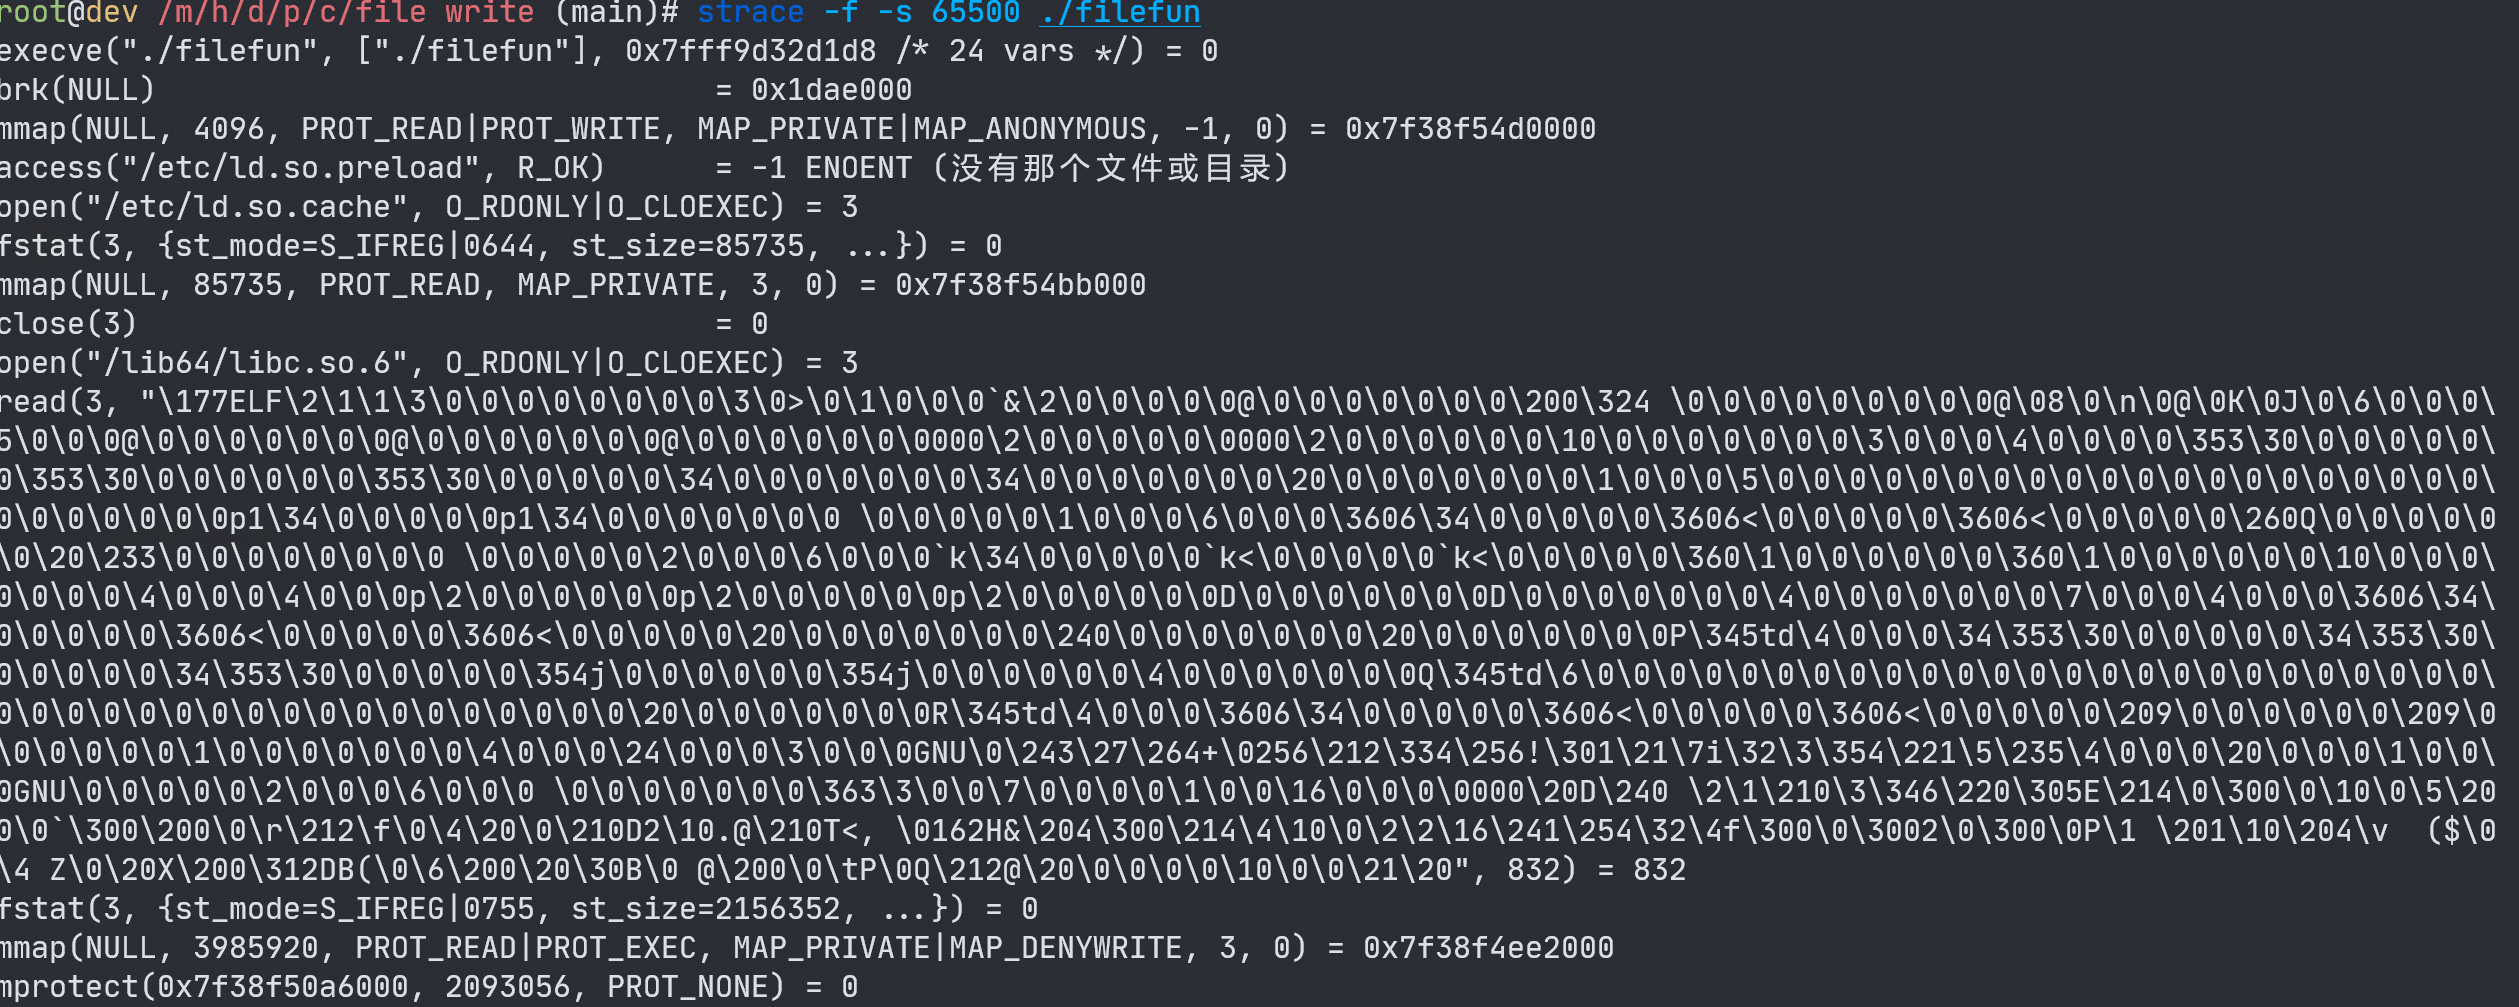 root@dev /m/h/d/p/c/file write (main)# strace -f -s 65500 ./filefun
execve("./filefun", ["./filefun"], 0x7fff9d32d1d8 /* 24 vars */) = 0
brk(NULL)                               = 0x1dae000
mmap(NULL, 4096, PROT_READ|PROT_WRITE, MAP_PRIVATE|MAP_ANONYMOUS, -1, 0) = 0x7f38f54d0000
access("/etc/ld.so.preload", R_OK)      = -1 ENOENT (没有那个文件或目录)
open("/etc/ld.so.cache", O_RDONLY|O_CLOEXEC) = 3
fstat(3, {st_mode=S_IFREG|0644, st_size=85735, ...}) = 0
mmap(NULL, 85735, PROT_READ, MAP_PRIVATE, 3, 0) = 0x7f38f54bb000
close(3)                                = 0
open("/lib64/libc.so.6", O_RDONLY|O_CLOEXEC) = 3
read(3, "\177ELF\2\1\1\3\0\0\0\0\0\0\0\0\3\0>\0\1\0\0\0`&\2\0\0\0\0\0@\0\0\0\0\0\0\0\200\324 \0\0\0\0\0\0\0\0\0@\08\0\n\0@\0K\0J\0\6\0\0\0\
5\0\0\0@\0\0\0\0\0\0\0@\0\0\0\0\0\0\0@\0\0\0\0\0\0\0000\2\0\0\0\0\0\0000\2\0\0\0\0\0\0\10\0\0\0\0\0\0\0\3\0\0\0\4\0\0\0\0\353\30\0\0\0\0\0\
0\353\30\0\0\0\0\0\0\353\30\0\0\0\0\0\34\0\0\0\0\0\0\0\34\0\0\0\0\0\0\0\20\0\0\0\0\0\0\0\1\0\0\0\5\0\0\0\0\0\0\0\0\0\0\0\0\0\0\0\0\0\0\0\0\
0\0\0\0\0\0\0p1\34\0\0\0\0\0p1\34\0\0\0\0\0\0\0 \0\0\0\0\0\1\0\0\0\6\0\0\0\3606\34\0\0\0\0\0\3606<\0\0\0\0\0\3606<\0\0\0\0\0\260Q\0\0\0\0\0
\0\20\233\0\0\0\0\0\0\0\0 \0\0\0\0\0\2\0\0\0\6\0\0\0`k\34\0\0\0\0\0`k<\0\0\0\0\0`k<\0\0\0\0\0\360\1\0\0\0\0\0\0\360\1\0\0\0\0\0\0\10\0\0\0\
0\0\0\0\4\0\0\0\4\0\0\0p\2\0\0\0\0\0\0p\2\0\0\0\0\0\0p\2\0\0\0\0\0\0D\0\0\0\0\0\0\0D\0\0\0\0\0\0\0\4\0\0\0\0\0\0\0\7\0\0\0\4\0\0\0\3606\34\
0\0\0\0\0\3606<\0\0\0\0\0\3606<\0\0\0\0\0\20\0\0\0\0\0\0\0\240\0\0\0\0\0\0\0\20\0\0\0\0\0\0\0P\345td\4\0\0\0\34\353\30\0\0\0\0\0\34\353\30\
0\0\0\0\0\34\353\30\0\0\0\0\0\354j\0\0\0\0\0\0\354j\0\0\0\0\0\0\4\0\0\0\0\0\0\0Q\345td\6\0\0\0\0\0\0\0\0\0\0\0\0\0\0\0\0\0\0\0\0\0\0\0\0\0\
0\0\0\0\0\0\0\0\0\0\0\0\0\0\0\0\0\0\20\0\0\0\0\0\0\0R\345td\4\0\0\0\3606\34\0\0\0\0\0\3606<\0\0\0\0\0\3606<\0\0\0\0\0\209\0\0\0\0\0\0\209\0
\0\0\0\0\0\1\0\0\0\0\0\0\0\4\0\0\0\24\0\0\0\3\0\0\0GNU\0\243\27\264+\0256\212\334\256!\301\21\7i\32\3\354\221\5\235\4\0\0\0\20\0\0\0\1\0\0\
0GNU\0\0\0\0\0\2\0\0\0\6\0\0\0 \0\0\0\0\0\0\0\363\3\0\0\7\0\0\0\0\1\0\0\16\0\0\0\0000\20D\240 \2\1\210\3\346\220\305E\214\0\300\0\10\0\5\20
0\0`\300\200\0\r\212\f\0\4\20\0\210D2\10.@\210T<, \0162H&\204\300\214\4\10\0\2\2\16\241\254\32\4f\300\0\3002\0\300\0P\1 \201\10\204\v  ($\0
\4 Z\0\20X\200\312DB(\0\6\200\20\30B\0 @\200\0\tP\0Q\212@\20\0\0\0\0\10\0\0\21\20", 832) = 832
fstat(3, {st_mode=S_IFREG|0755, st_size=2156352, ...}) = 0
mmap(NULL, 3985920, PROT_READ|PROT_EXEC, MAP_PRIVATE|MAP_DENYWRITE, 3, 0) = 0x7f38f4ee2000
mprotect(0x7f38f50a6000, 2093056, PROT_NONE) = 0